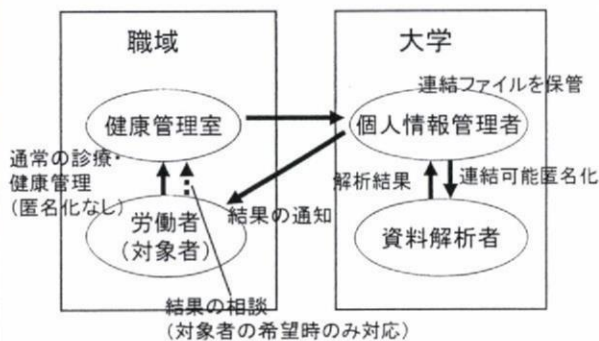 職域
大学
連結ファイルを保管
健康管理室
個人情報管理者
通常の診療・
健康管理
(匿名化なし)
解析結果
連結可能匿名化
労働者
(対象者)
結果の通知
資料解析者
結果の相談
(対象者の希望時のみ対応)